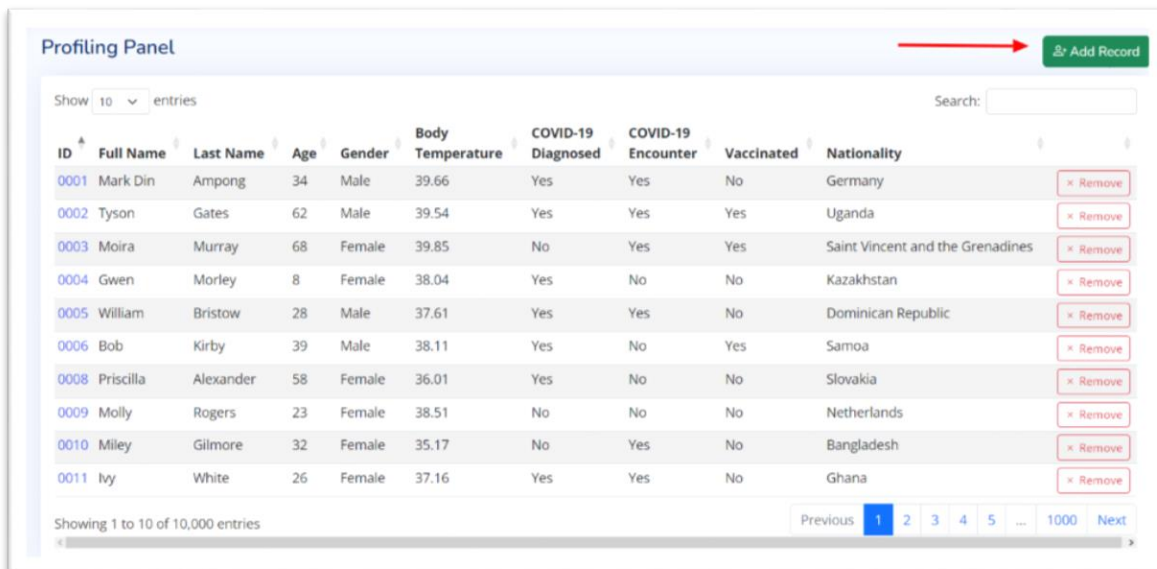 Profiling Panel
Add Record
Show 10 entries
Search:
ID Full Name Last Name Age Gender Body Temperature COVID-19 Diagnosed COVID-19 Encounter Vaccinated Nationality
0001 Mark Din Ampong 34 Male 39.66 Yes Yes No Germany × Remove
0002 Tyson Gates 62 Male 39.54 Yes Yes Yes Uganda × Remove
0003 Moira Murray 68 Female 39.85 No Yes Yes Saint Vincent and the Grenadines × Remove
0004 Gwen Morley 8 Female 38.04 Yes No No Kazakhstan × Remove
0005 William Bristow 28 Male 37.61 Yes Yes No Dominican Republic × Remove
0006 Bob Kirby 39 Male 38.11 Yes No Yes Samoa × Remove
0008 Priscilla Alexander 58 Female 36.01 Yes No No Slovakia × Remove
0009 Molly Rogers 23 Female 38.51 No No No Netherlands × Remove
0010 Miley Gilmore 32 Female 35.17 No Yes No Bangladesh × Remove
0011 Ivy White 26 Female 37.16 Yes Yes No Ghana × Remove
Showing 1 to 10 of 10,000 entries
Previous 1 2 3 4 5 ... 1000 Next